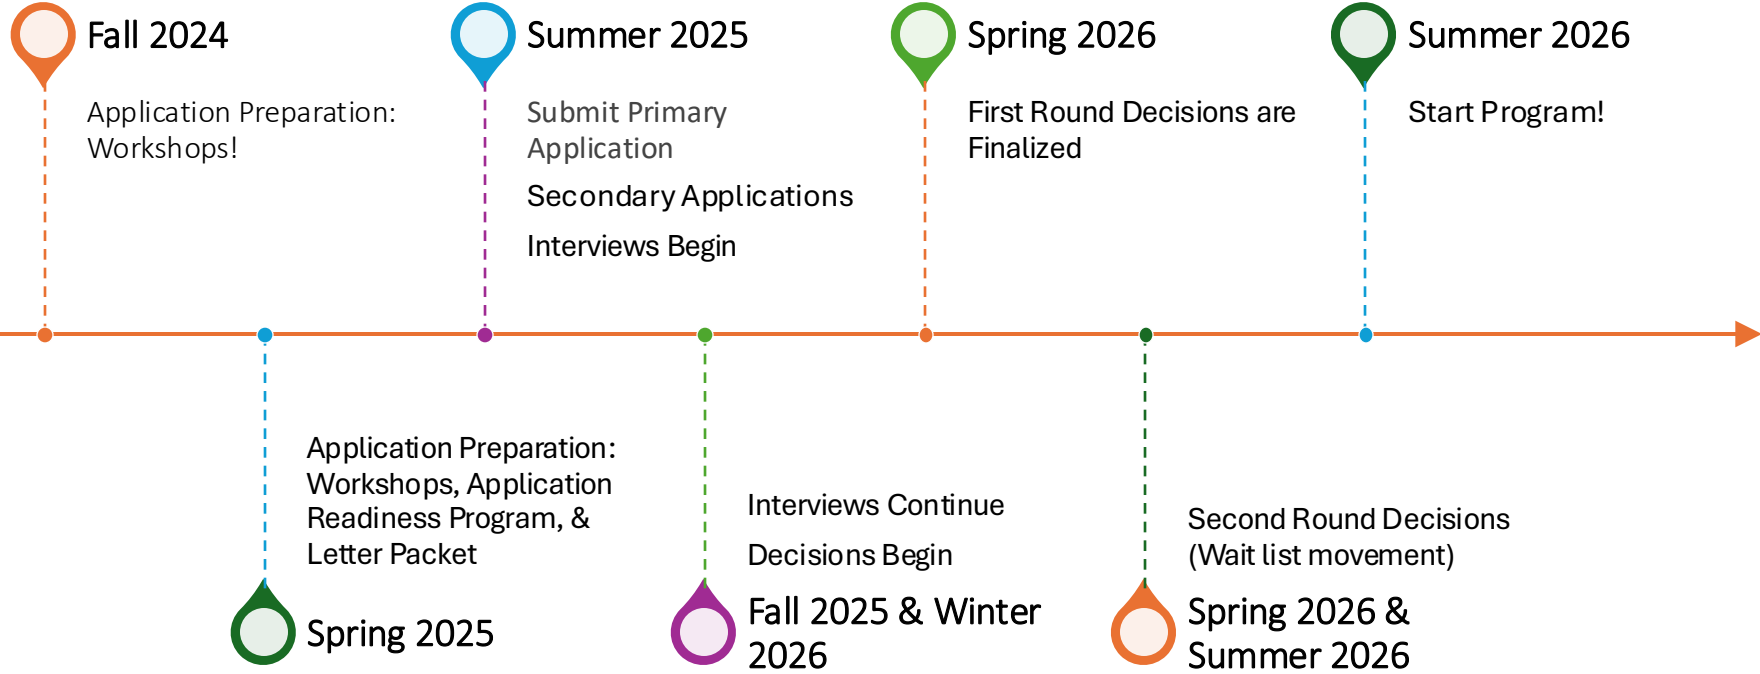 Fall 2024
Application Preparation:
Workshops!
Summer 2025
Submit Primary
Application
Secondary Applications
Interviews Begin
Spring 2026
First Round Decisions are
Finalized
Summer 2026
Start Program!
Application Preparation:
Workshops, Application
Readiness Program, &
Letter Packet
Spring 2025
Interviews Continue
Decisions Begin
Fall 2025 & Winter
2026
Second Round Decisions
(Wait list movement)
Spring 2026 &
Summer 2026